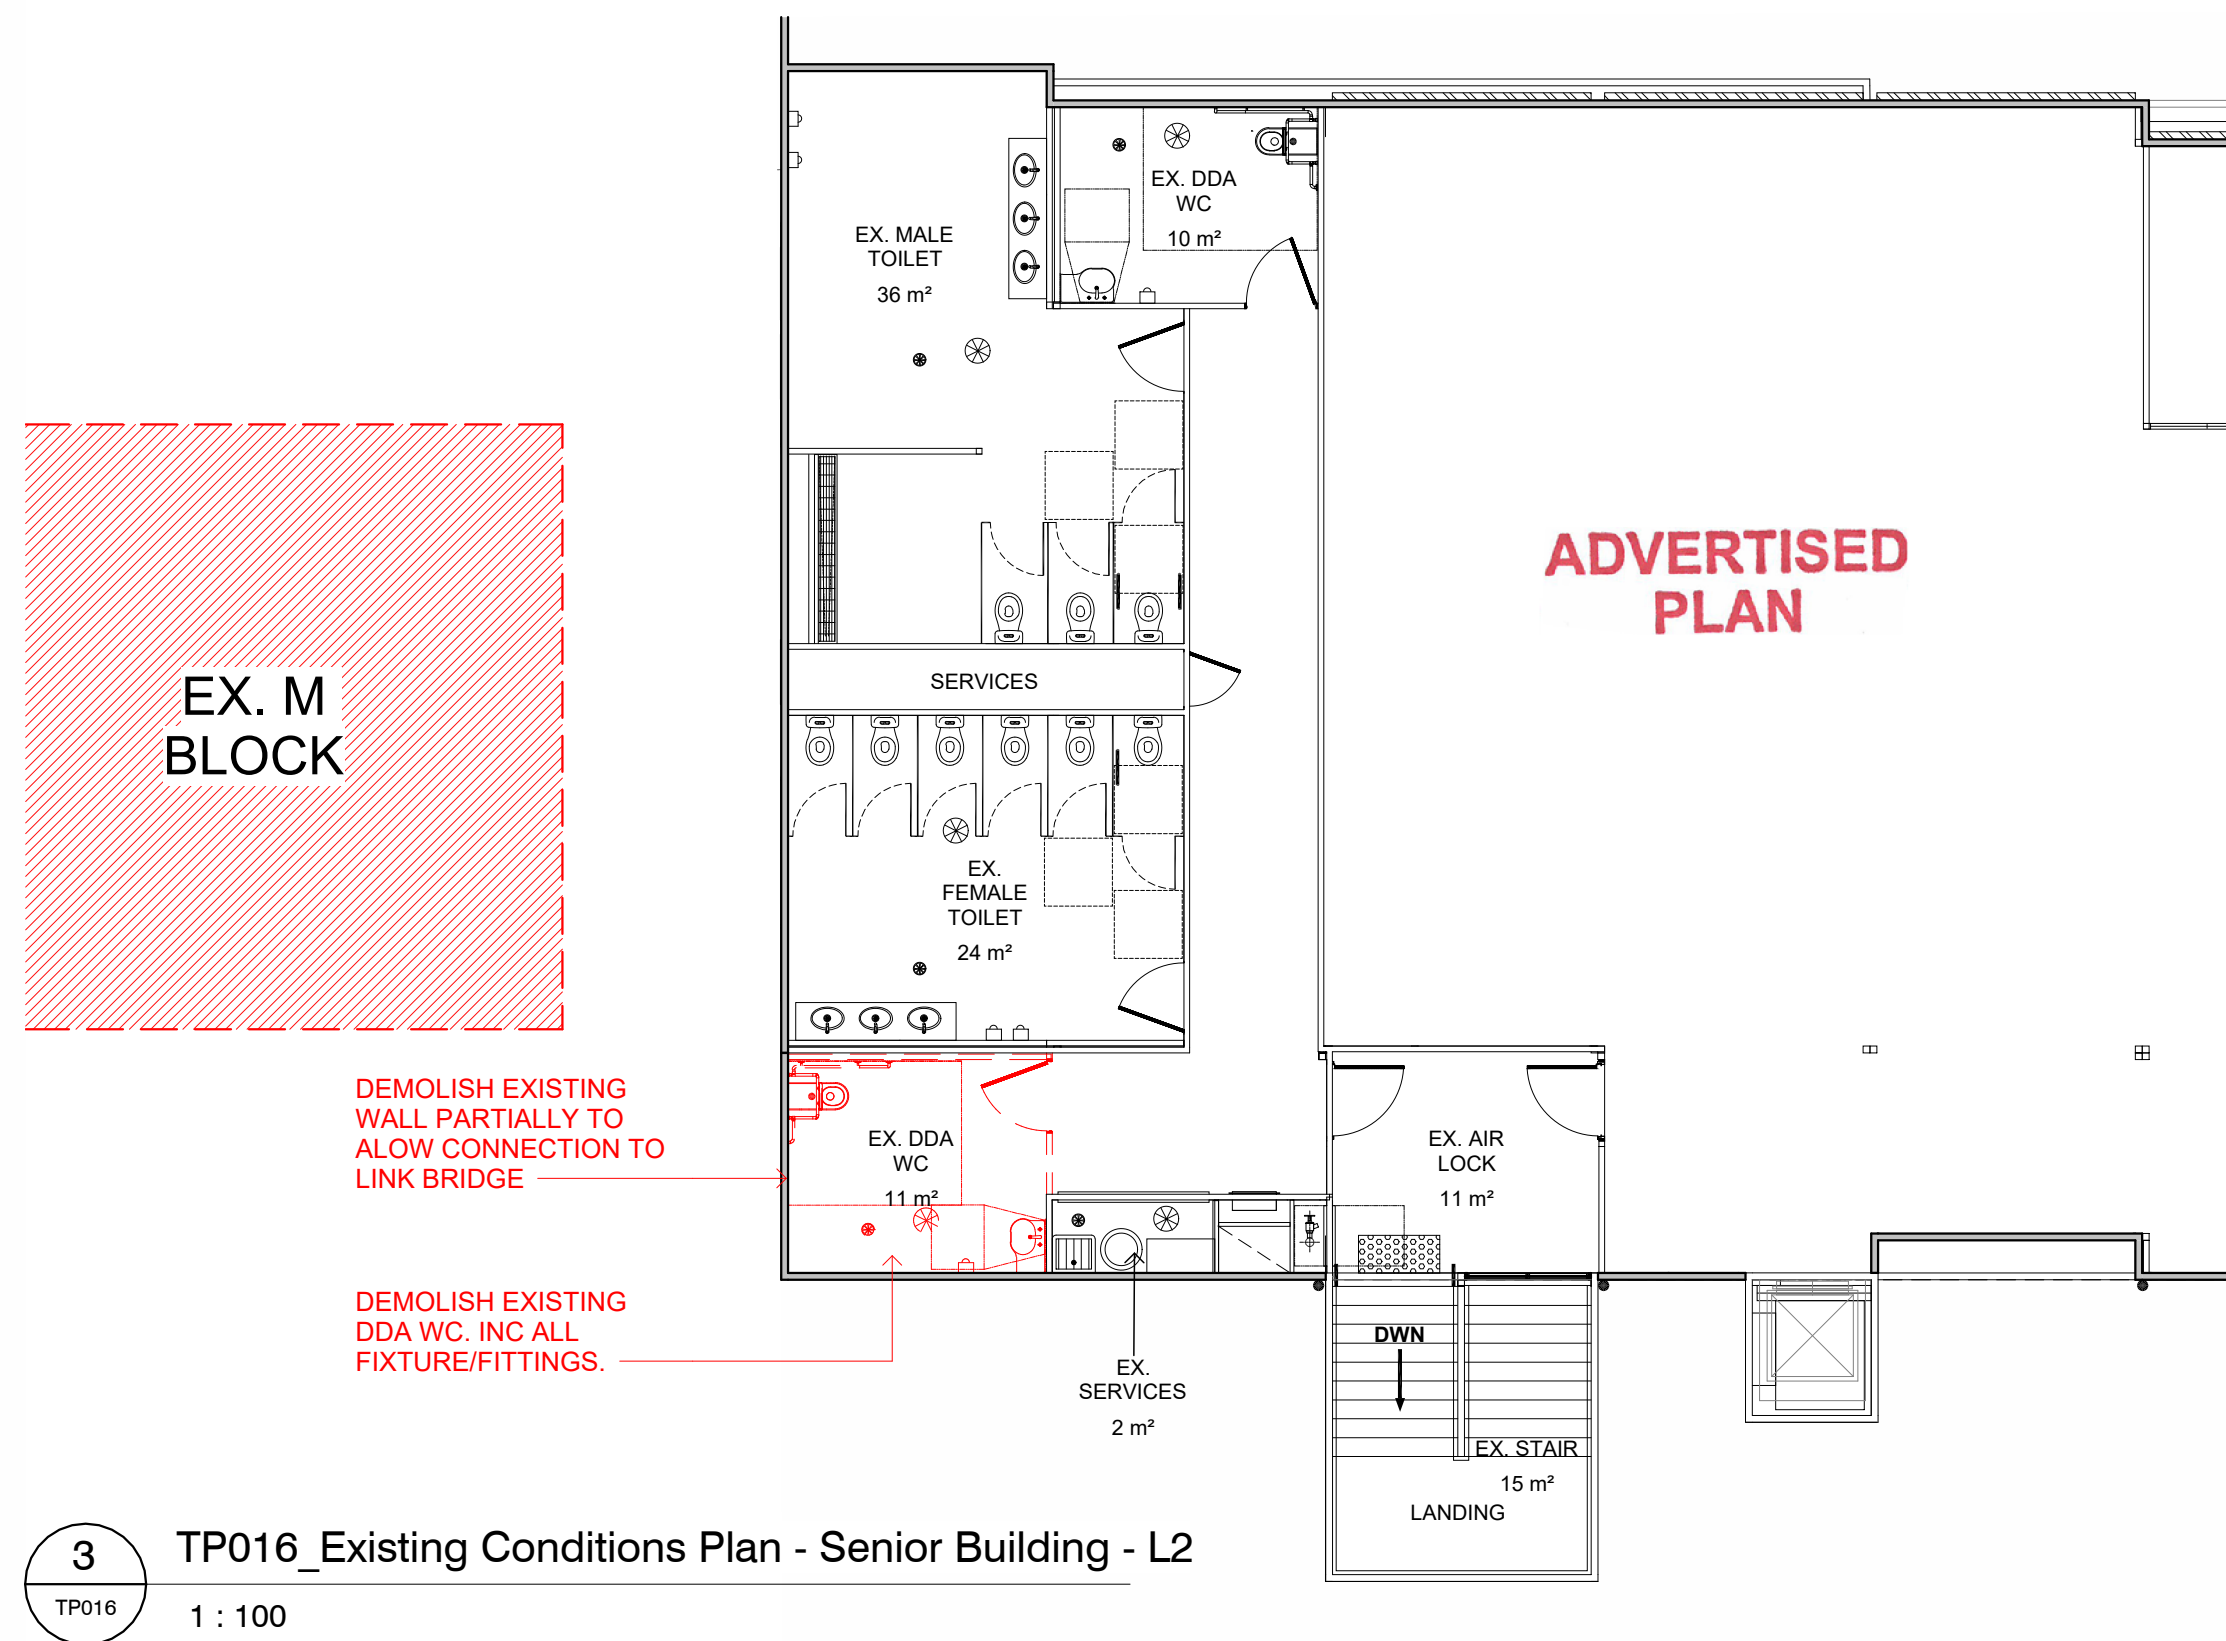 EX. DDA
WC
10 m²
EX. MALE
TOILET
36 m²
ADVERTISED
PLAN
SERVICES
EX. M
BLOCK
EX.
FEMALE
TOILET
24 m²
DEMOLISH EXISTING
WALL PARTIALLY TO
ALOW CONNECTION TO
LINK BRIDGE
EX. DDA
WC
11 m²
EX. AIR
LOCK
11 m²
DEMOLISH EXISTING
DDA WC. INC ALL
FIXTURE/FITTINGS.
EX.
SERVICES
2 m²
DWN
EX. STAIR
15 m²
LANDING
3
TP016
TP016_Existing Conditions Plan - Senior Building - L2
1 : 100